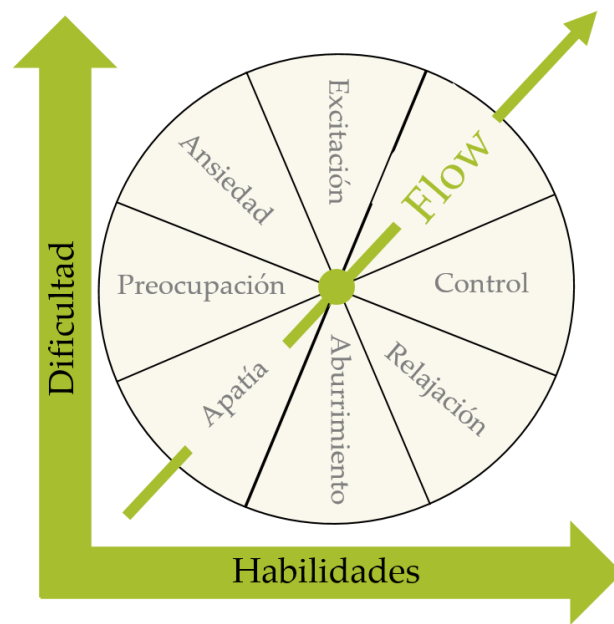 Excitación
Ansiedad
Flow
Preocupación
Control
Apatía
Aburrimiento
Relajación
Dificultad
Habilidades